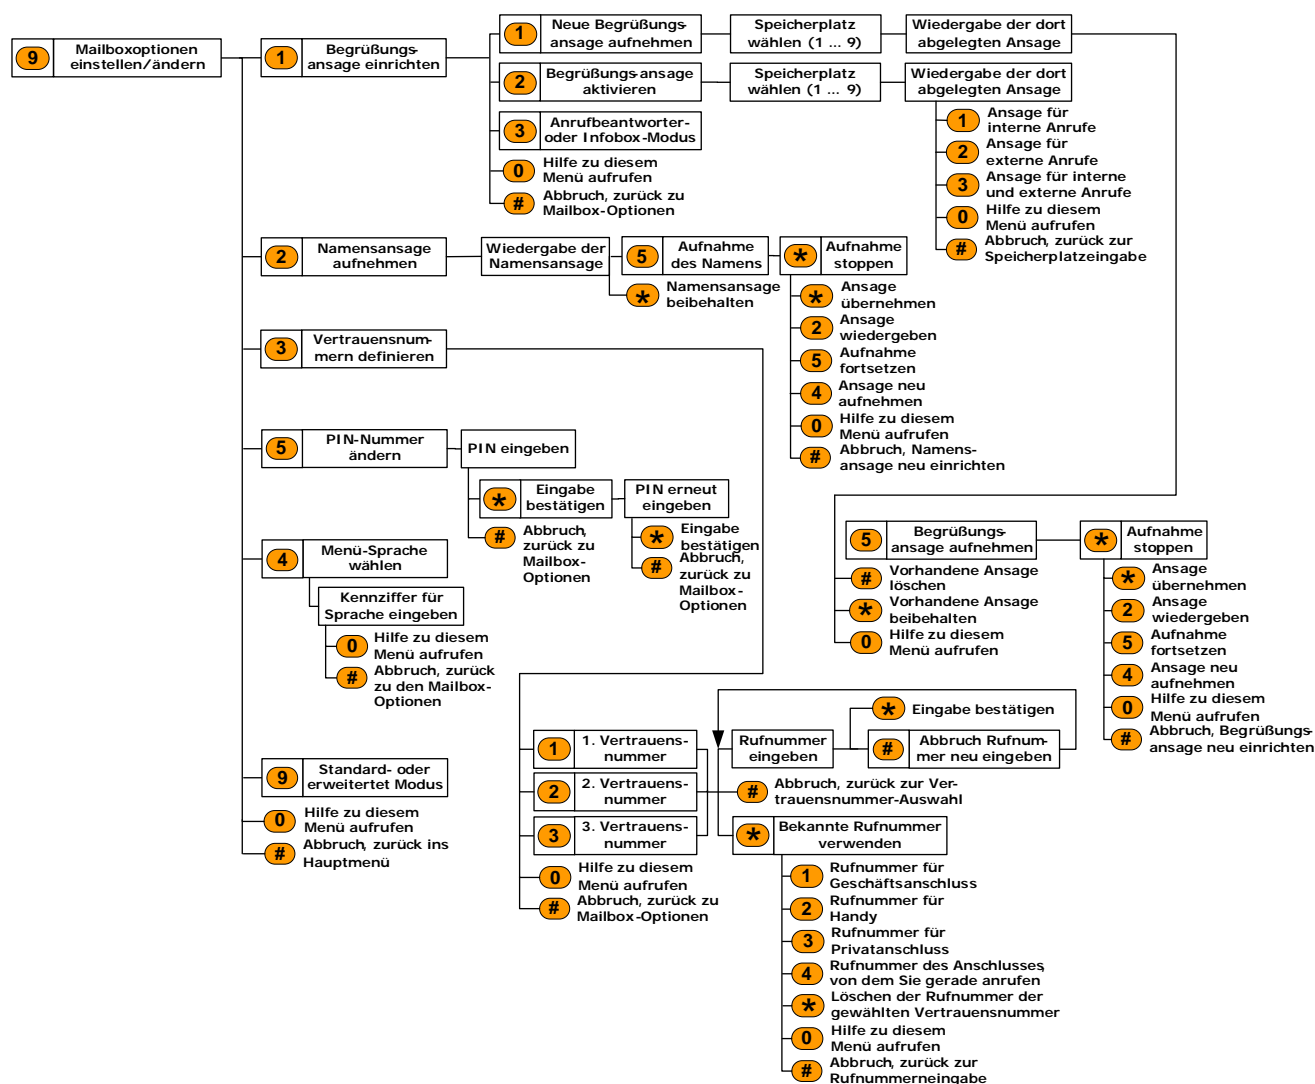 9 Mailboxoptionen
einstellen/ändern
1 Begrüßungs-
ansage einrichten
1 Neue Begrüßungs-
ansage aufnehmen
Speicherplatz
wählen (1 ... 9)
Wiedergabe der dort
abgelegten Ansage
2 Begrüßungs-ansage
aktivieren
Speicherplatz
wählen (1 ... 9)
Wiedergabe der dort
abgelegten Ansage
1 Ansage für
interne Anrufe
2 Ansage für
externe Anrufe
3 Ansage für interne
und externe Anrufe
0 Hilfe zu diesem
Menü aufrufen
# Abbruch, zurück zur
Speicherplatzeingabe
3 Anrufbeantworter-
oder Infobox-Modus
0 Hilfe zu diesem
Menü aufrufen
# Abbruch, zurück zu
Mailbox-Optionen
2 Namensansage
aufnehmen
Wiedergabe der
Namensansage
5 Aufnahme
des Namens
* Aufnahme
stoppen
* Namensansage
beibehalten
* Ansage
übernehmen
2 Ansage
wiedergeben
5 Aufnahme
fortsetzen
4 Ansage neu
aufnehmen
0 Hilfe zu diesem
Menü aufrufen
# Abbruch, Namens-
ansage neu einrichten
3 Vertrauensnu-
mmern definieren
5 PIN-Nummer
ändern
PIN eingeben
* Eingabe
bestätigen
PIN erneut
eingeben
# Abbruch,
zurück zu
Mailbox-
Optionen
* Eingabe
bestätigen
# Abbruch,
zurück zu
Mailbox-
Optionen
4 Menü-Sprache
wählen
Kennziffer für
Sprache eingeben
0 Hilfe zu diesem
Menü aufrufen
# Abbruch, zurück
zu den Mailbox-
Optionen
5 Begrüßungs-
ansage aufnehmen
* Aufnahme
stoppen
# Vorhandene Ansage
löschen
* Vorhandene Ansage
beibehalten
0 Hilfe zu diesem
Menü aufrufen
* Ansage
übernehmen
2 Ansage
wiedergeben
5 Aufnahme
fortsetzen
4 Ansage neu
aufnehmen
0 Hilfe zu diesem
Menü aufrufen
# Abbruch, Begrüßungs-
ansage neu einrichten
9 Standard- oder
erweitertet Modus
0 Hilfe zu diesem
Menü aufrufen
# Abbruch, zurück ins
Hauptmenü
1 1. Vertrauens-
nummer
2 2. Vertrauens-
nummer
3 3. Vertrauens-
nummer
0 Hilfe zu diesem
Menü aufrufen
# Abbruch, zurück zu
Mailbox-Optionen
Rufnummer
eingeben
* Eingabe bestätigen
# Abbruch Rufnum-
mer neu eingeben
# Abbruch, zurück zur Ver-
trauensnummer-Auswahl
* Bekannte Rufnummer
verwenden
1 Rufnummer für
Geschäftsanschluss
2 Rufnummer für
Handy
3 Rufnummer für
Privatanschluss
4 Rufnummer des Anschlusses,
von dem Sie gerade anrufen
* Löschen der Rufnummer der
gewählten Vertrauensnummer
0 Hilfe zu diesem
Menü aufrufen
# Abbruch, zurück zur
Rufnummerneingabe